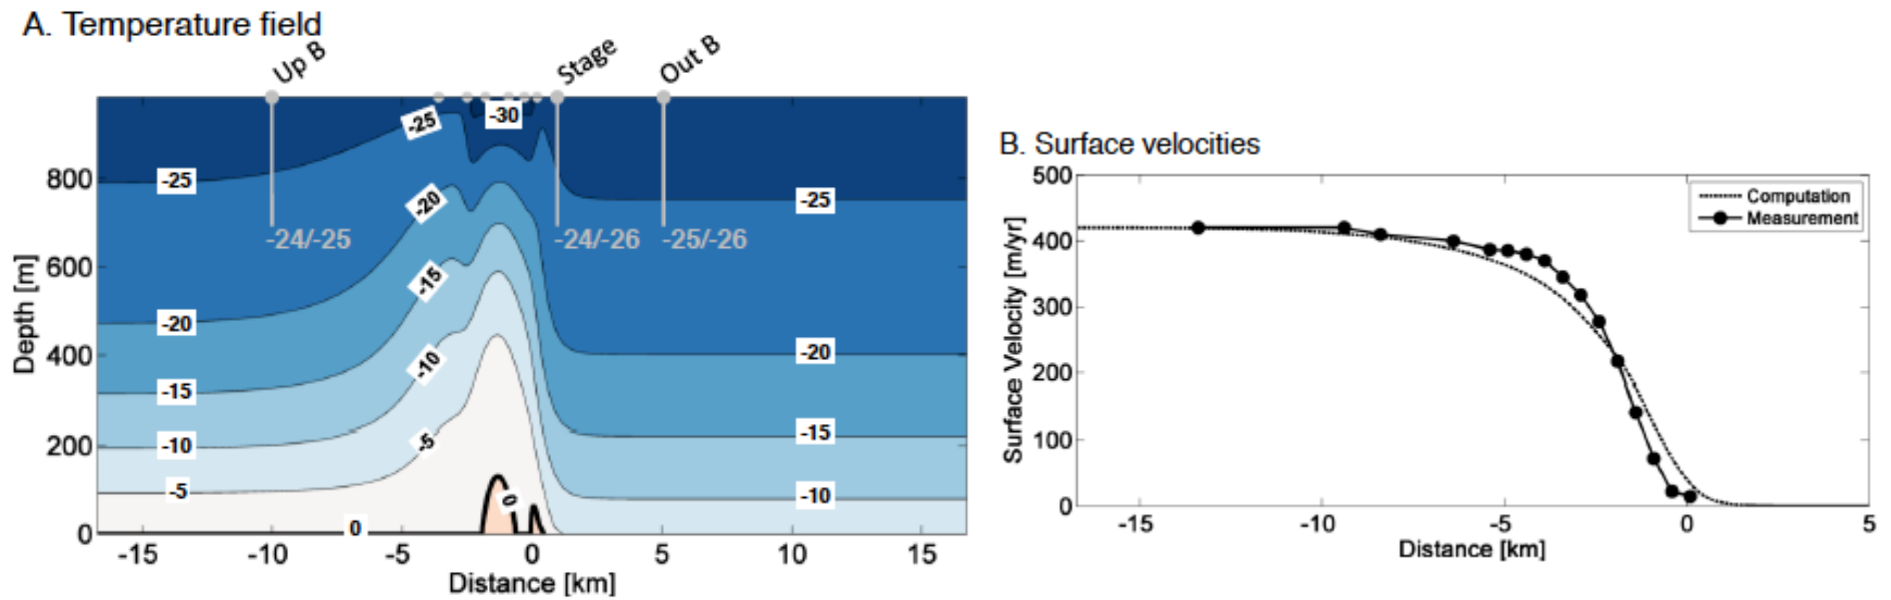 A. Temperature field
Up B
Stage
Out B
-25
-30
-25
-20
-15
-10
-5
0
0
-25
-20
-15
-10
-5
-25
-20
-15
-10
-24/-25
-24/-26
-25/-26
800
600
400
200
0
Depth [m]
-15 -10 -5 0 5 10 15
Distance [km]
B. Surface velocities
500
400
300
200
100
0
Surface Velocity [m/yr]
Computation
Measurement
-15 -10 -5 0 5
Distance [km]